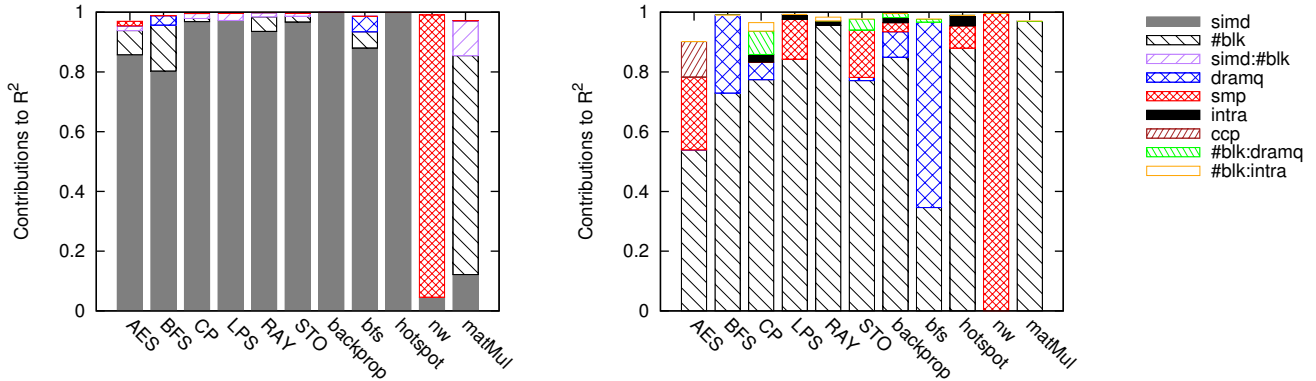 Contributions to R2
1
0.8
0.6
0.4
0.2
0
AES
BFS
CP
LPS
RAY
STO
backprop
bfs
hotspot
nw
matMul
Contributions to R2
1
0.8
0.6
0.4
0.2
0
AES
BFS
CP
LPS
RAY
STO
backprop
bfs
hotspot
nw
matMul
simd
#blk
simd:#blk
dramq
smp
intra
ccp
#blk:dramq
#blk:intra